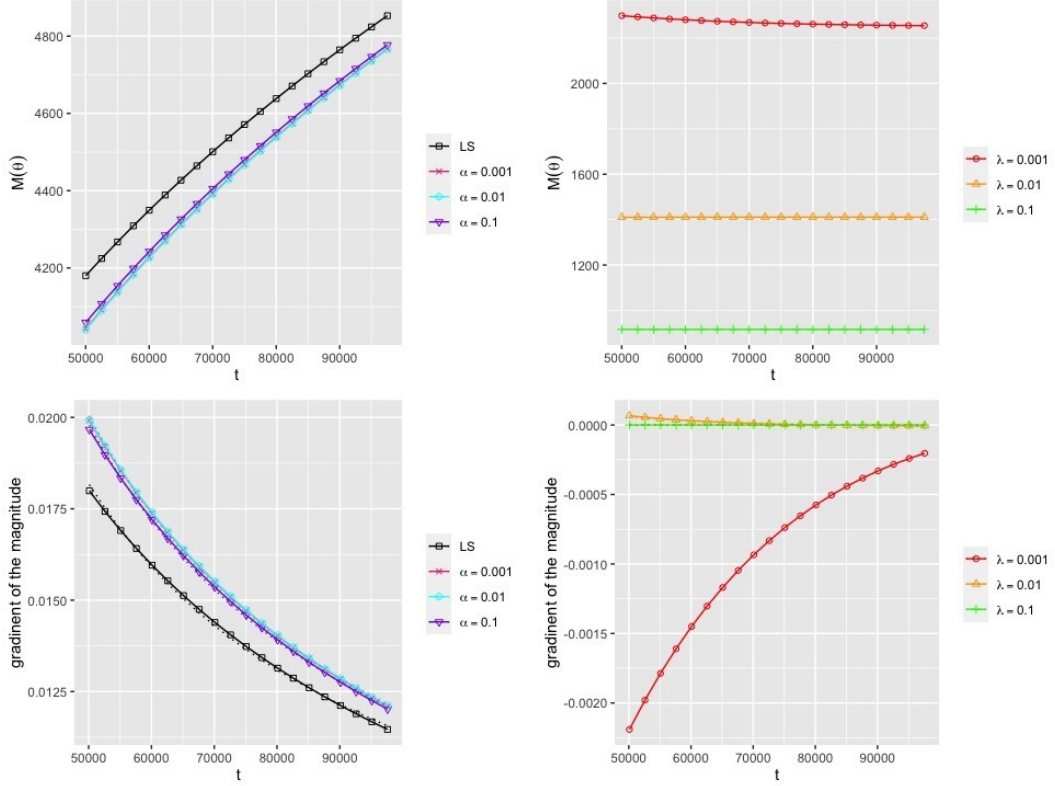 4800
4600
4400
4200
M(θ)
50000 60000 70000 80000 90000
t
LS
α = 0.001
α = 0.01
α = 0.1
2000
1600
1200
M(θ)
50000 60000 70000 80000 90000
t
λ = 0.001
λ = 0.01
λ = 0.1
0.0200
0.0175
0.0150
0.0125
gradinent of the magnitude
50000 60000 70000 80000 90000
t
LS
α = 0.001
α = 0.01
α = 0.1
0.0000
-0.0005
-0.0010
-0.0015
-0.0020
gradinent of the magnitude
50000 60000 70000 80000 90000
t
λ = 0.001
λ = 0.01
λ = 0.1